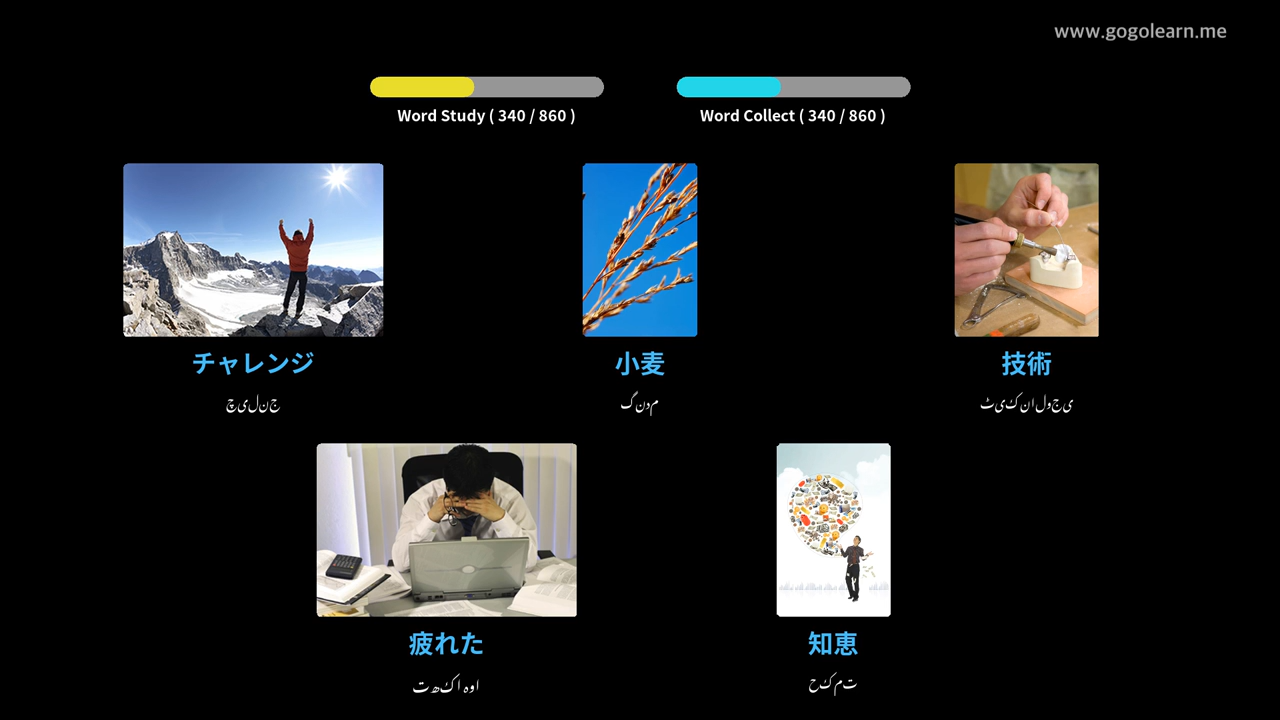 www.gogolearn.me
Word Study ( 340 / 860 )
Word Collect ( 340 / 860 )
チャレンジ
小麦
技術
چیلنج
گندم
ٹیکنالوجی
疲れた
知恵
تھکا ہوا
حکمت